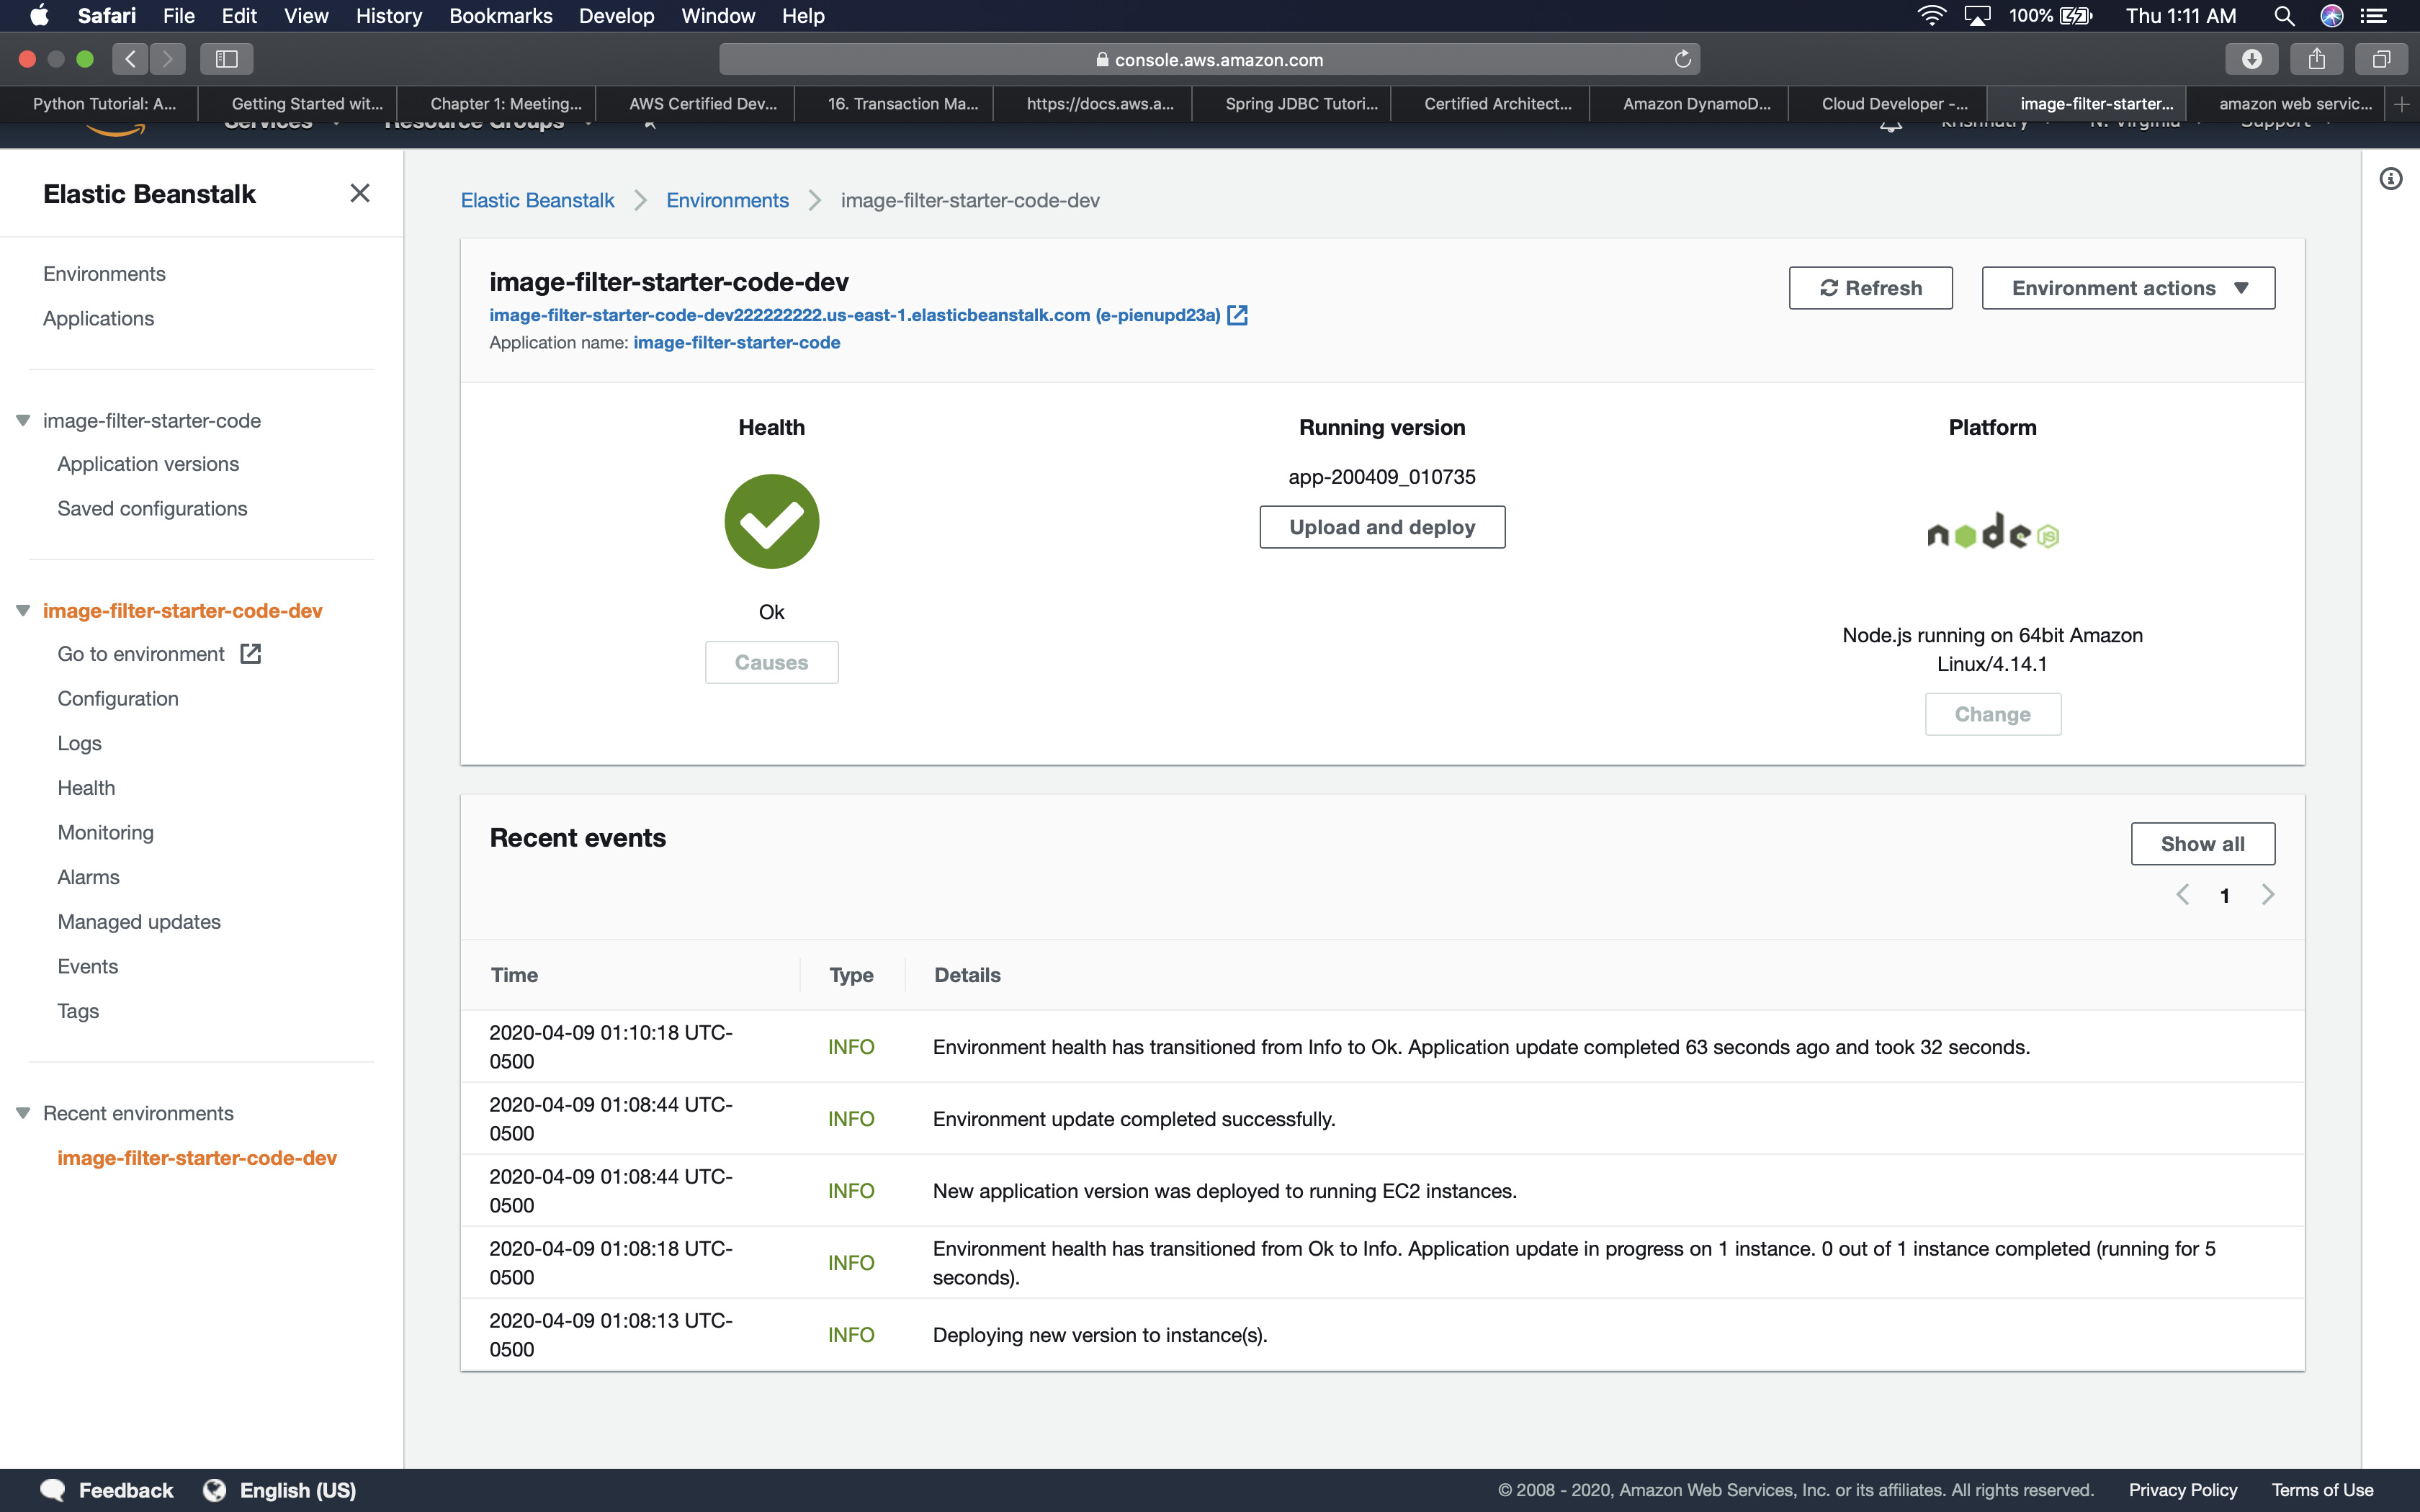 Safari File Edit View History Bookmarks Develop Window Help 100% Thu 1:11 AM
console.aws.amazon.com
Python Tutorial: A... Getting Started wit... Chapter 1: Meeting... AWS Certified Dev... 16. Transaction Ma... https://docs.aws.a... Spring JDBC Tutori... Certified Architect... Amazon DynamoD... Cloud Developer -... image-filter-starter... amazon web servic...
Services Resource Groups N. Virginia Support
Elastic Beanstalk
Environments
Applications
image-filter-starter-code
Application versions
Saved configurations
image-filter-starter-code-dev
Go to environment
Configuration
Logs
Health
Monitoring
Alarms
Managed updates
Events
Tags
Recent environments
image-filter-starter-code-dev
Elastic Beanstalk Environments image-filter-starter-code-dev
image-filter-starter-code-dev
image-filter-starter-code-dev222222222.us-east-1.elasticbeanstalk.com (e-pienupd23a)
Application name: image-filter-starter-code
Refresh
Environment actions
Health
Ok
Causes
Running version
app-200409_010735
Upload and deploy
Platform
node JS
Node.js running on 64bit Amazon
Linux/4.14.1
Change
Recent events
Show all
1
Time Type Details
2020-04-09 01:10:18 UTC-
0500
INFO
Environment health has transitioned from Info to Ok. Application update completed 63 seconds ago and took 32 seconds.
2020-04-09 01:08:44 UTC-
0500
INFO
Environment update completed successfully.
2020-04-09 01:08:44 UTC-
0500
INFO
New application version was deployed to running EC2 instances.
2020-04-09 01:08:18 UTC-
0500
INFO
Environment health has transitioned from Ok to Info. Application update in progress on 1 instance. 0 out of 1 instance completed (running for 5
seconds).
2020-04-09 01:08:13 UTC-
0500
INFO
Deploying new version to instance(s).
Feedback English (US) © 2008 - 2020, Amazon Web Services, Inc. or its affiliates. All rights reserved. Privacy Policy Terms of Use